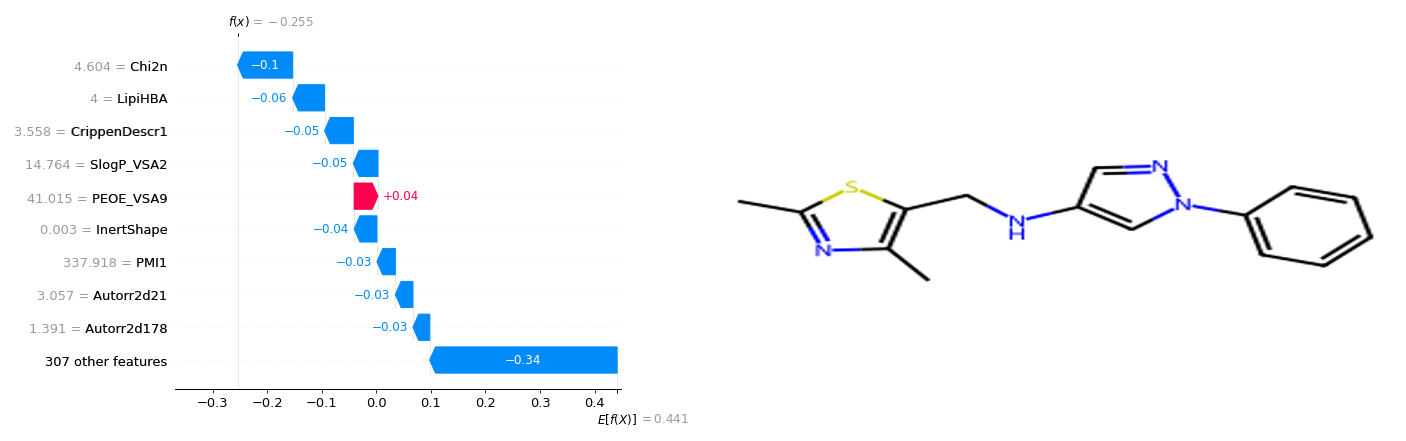 f(x) = −0.255
4.604 = Chi2n
−0.1
4 = LipiHBA
−0.06
3.558 = CrippenDescr1
−0.05
14.764 = SlogP_VSA2
−0.05
41.015 = PEOE_VSA9
+0.04
0.003 = InertShape
−0.04
337.918 = PMI1
−0.03
3.057 = Autorr2d21
−0.03
1.391 = Autorr2d178
−0.03
307 other features
−0.34
−0.3 −0.2 −0.1 0.0 0.1 0.2 0.3 0.4
E[f(X)] = 0.441
S
N
N
H
N
N